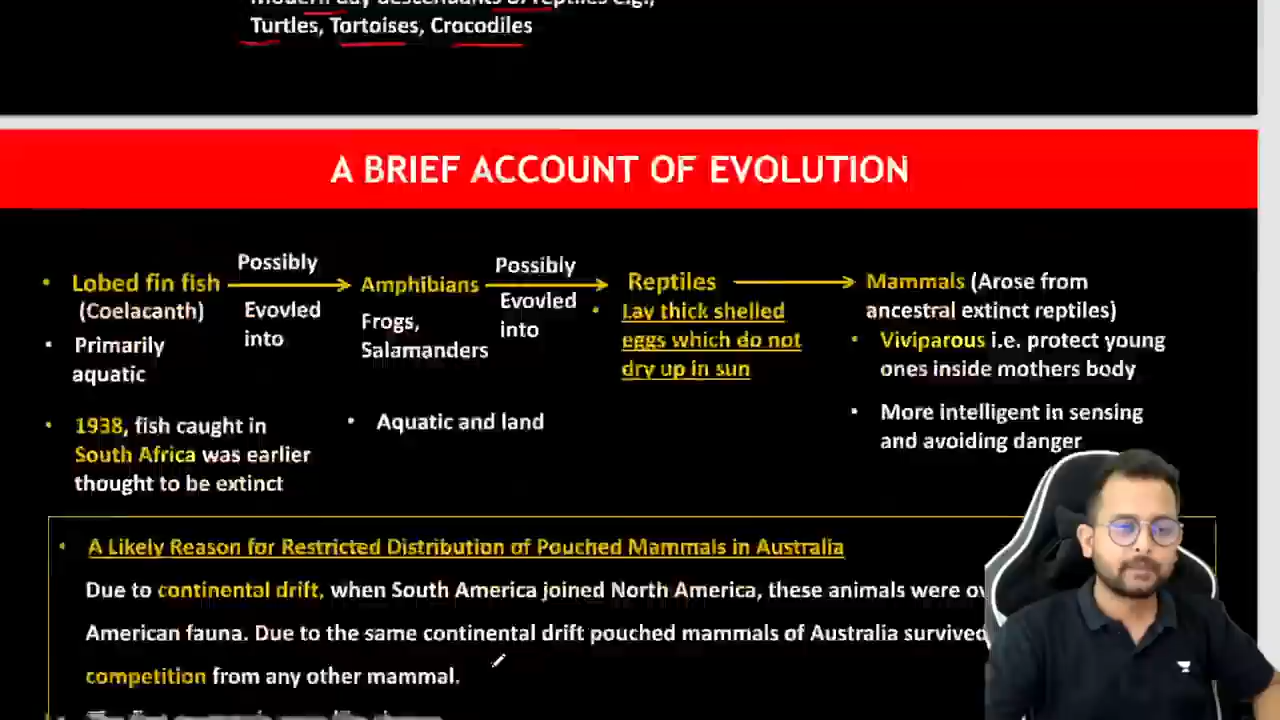 Turtles, Tortoises, Crocodiles
A BRIEF ACCOUNT OF EVOLUTION
• Lobed fin fish
(Coelacanth)
• Primarily
aquatic
• 1938, fish caught in
South Africa was earlier
thought to be extinct
Possibly
Evovled
into
Amphibians
Frogs,
Salamanders
• Aquatic and land
Possibly
Evovled
into
Reptiles
• Lay thick shelled
eggs which do not
dry up in sun
Mammals (Arose from
ancestral extinct reptiles)
• Viviparous i.e. protect young
ones inside mothers body
• More intelligent in sensing
and avoiding danger
• A Likely Reason for Restricted Distribution of Pouched Mammals in Australia
Due to continental drift, when South America joined North America, these animals were
American fauna. Due to the same continental drift pouched mammals of Australia survived
competition from any other mammal.